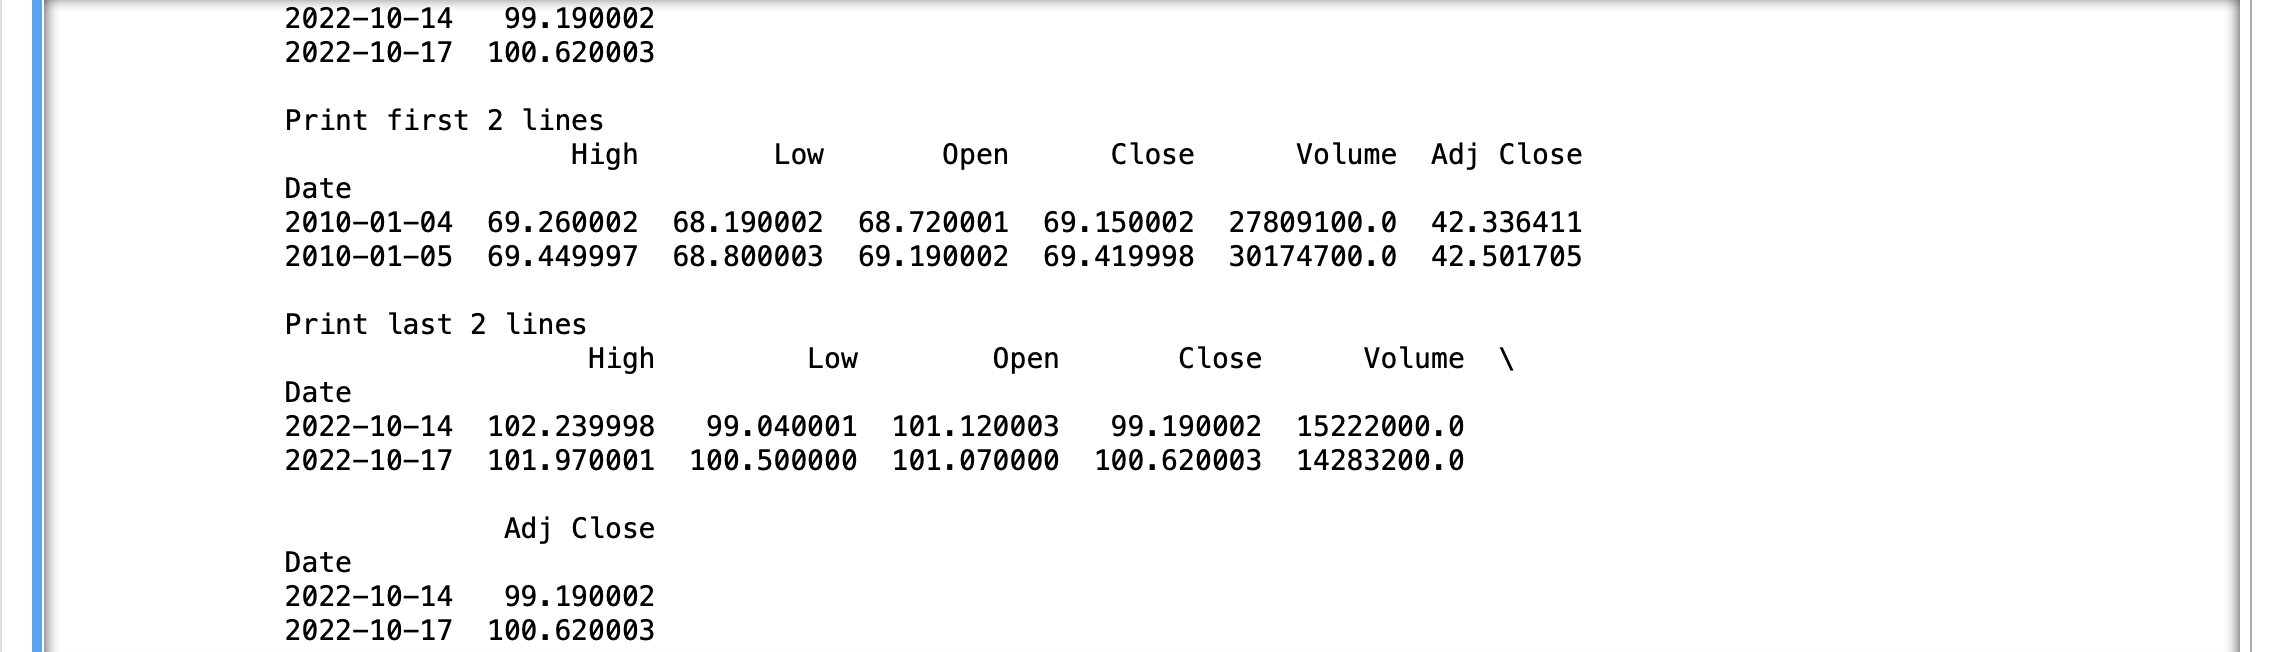 2022-10-14   99.190002
2022-10-17  100.620003
Print first 2 lines
                 High        Low       Open      Close      Volume  Adj Close
Date
2010-01-04  69.260002  68.190002  68.720001  69.150002  27809100.0  42.336411
2010-01-05  69.449997  68.800003  69.190002  69.419998  30174700.0  42.501705
Print last 2 lines
                  High         Low        Open       Close      Volume  \
Date
2022-10-14  102.239998   99.040001  101.120003   99.190002  15222000.0
2022-10-17  101.970001  100.500000  101.070000  100.620003  14283200.0
             Adj Close
Date
2022-10-14   99.190002
2022-10-17  100.620003